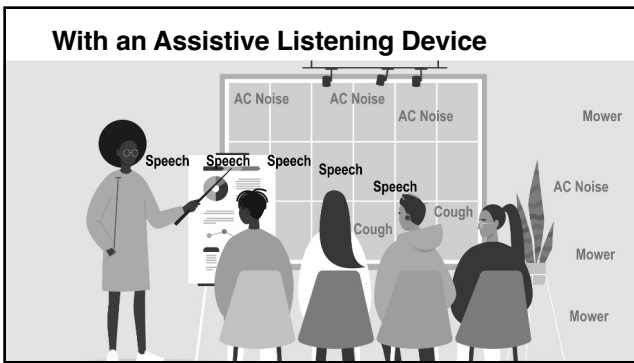 With an Assistive Listening Device
AC Noise
AC Noise
AC Noise
Mower
Speech Speech Speech
Speech
Speech
AC Noise
Cough
Cough
Mower
Mower